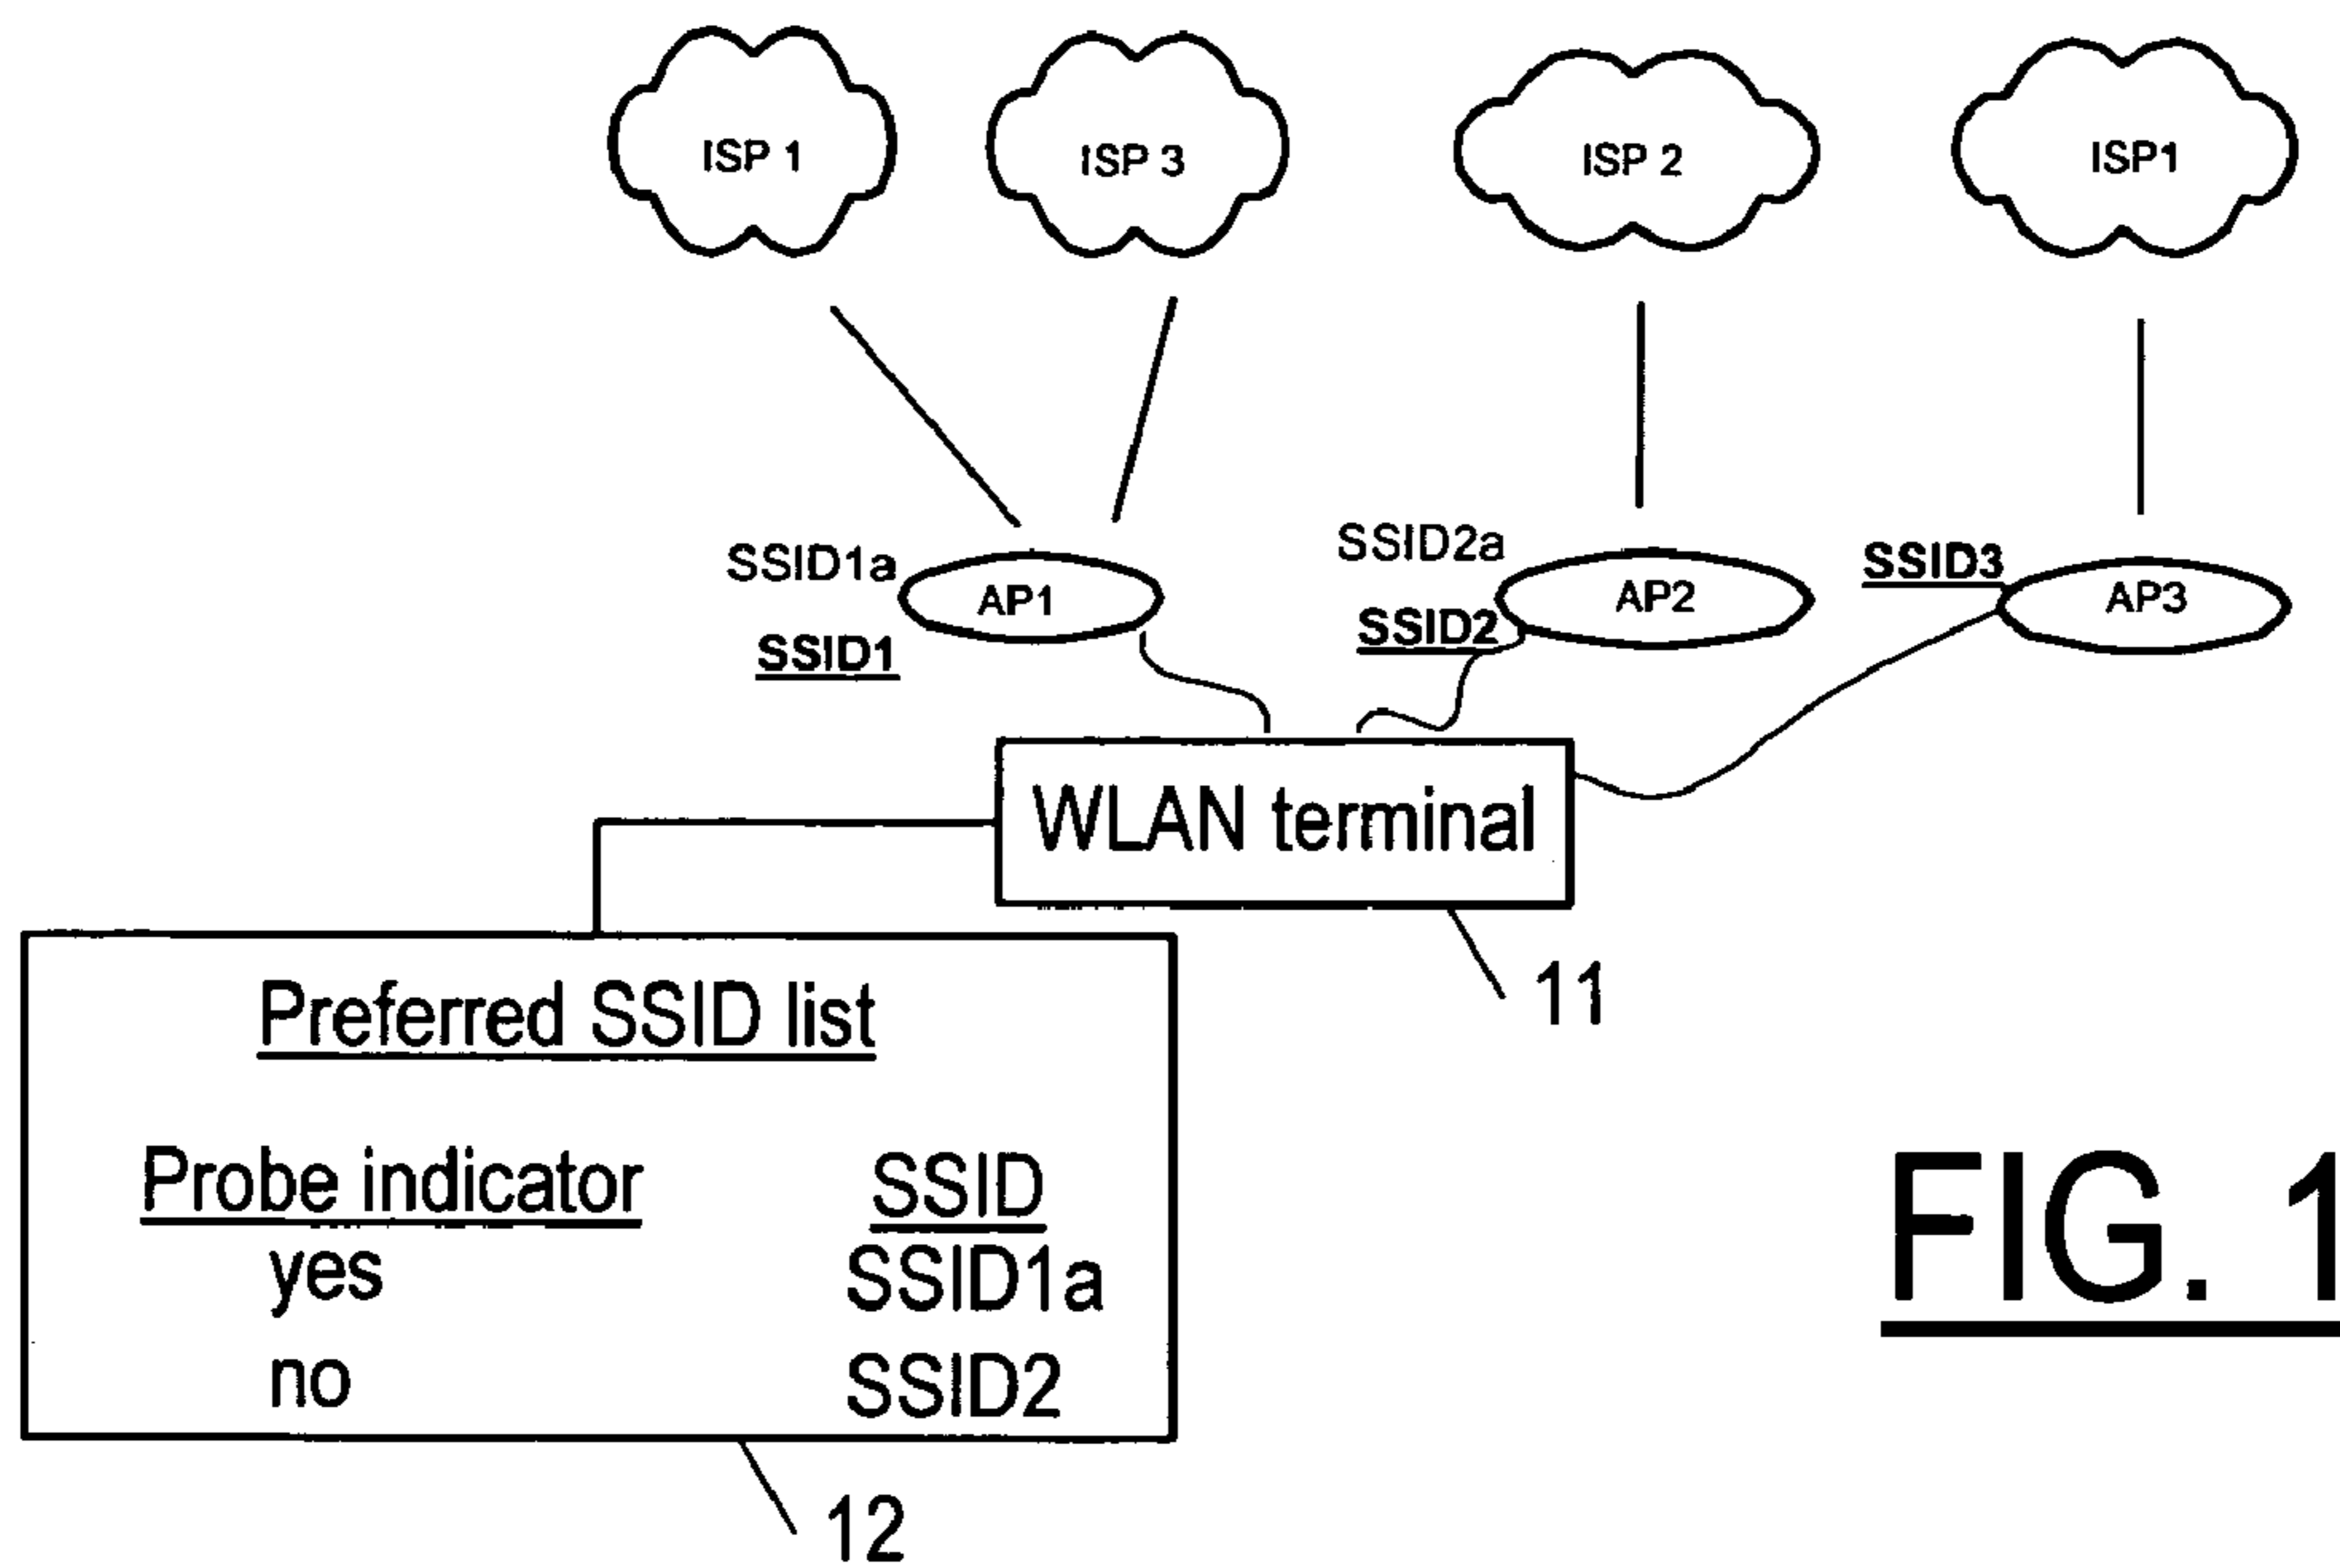 ISP 1
ISP 3
ISP 2
ISP1
SSID1a
AP1
SSID1
SSID2a
AP2
SSID2
SSID3
AP3
WLAN terminal
11
Preferred SSID list
Probe indicator SSID
yes SSID1a
no SSID2
12
FIG. 1